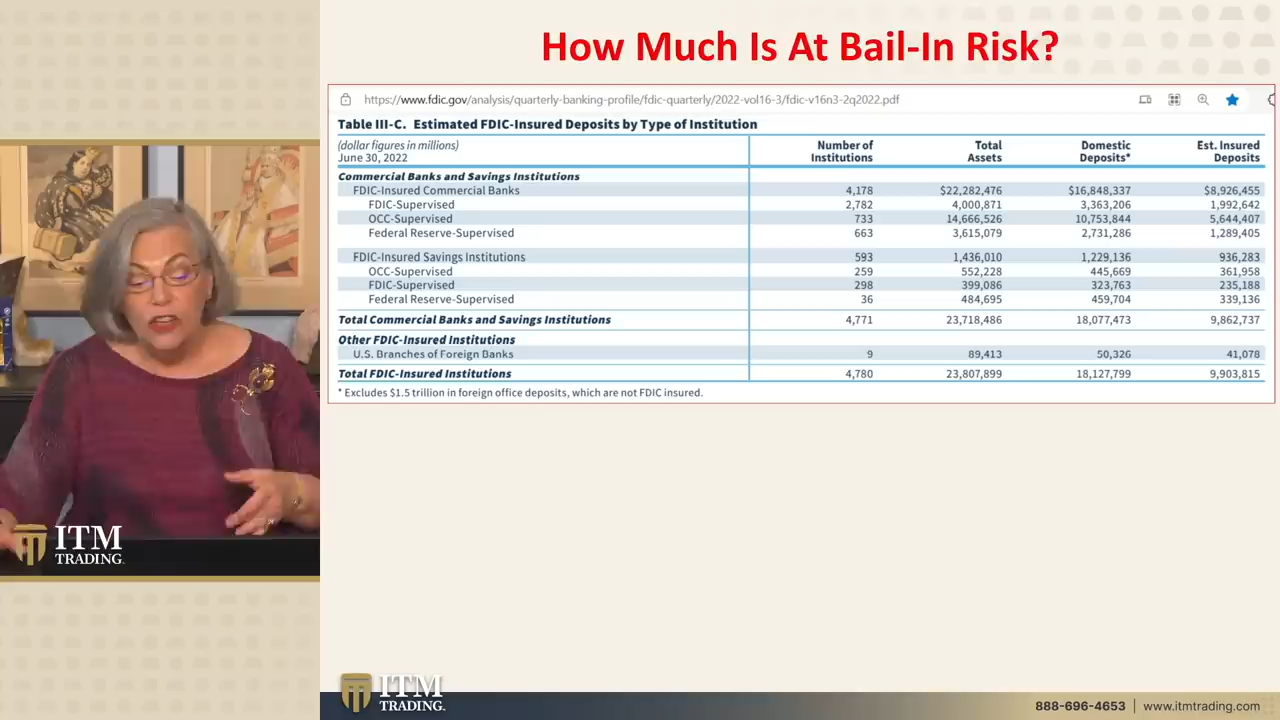 How Much Is At Bail-In Risk?
https://www.fdic.gov/analysis/quarterly-banking-profile/fdic-quarterly/2022-vol16-3/fdic-v16n3-2q2022.pdf
Table III-C. Estimated FDIC-Insured Deposits by Type of Institution
(dollar figures in millions)
June 30, 2022
Number of Institutions Total Assets Domestic Deposits* Est. Insured Deposits
Commercial Banks and Savings Institutions
FDIC-Insured Commercial Banks 4,178 $22,282,476 $16,848,337 $8,926,455
FDIC-Supervised 2,782 4,000,871 3,363,206 1,992,642
OCC-Supervised 733 14,666,526 10,753,844 5,644,407
Federal Reserve-Supervised 663 3,615,079 2,731,286 1,289,405
FDIC-Insured Savings Institutions 593 1,436,010 1,229,136 936,283
OCC-Supervised 259 552,228 445,669 361,958
FDIC-Supervised 298 399,086 323,763 235,188
Federal Reserve-Supervised 36 484,695 459,704 339,136
Total Commercial Banks and Savings Institutions 4,771 23,718,486 18,077,473 9,862,737
Other FDIC-Insured Institutions
U.S. Branches of Foreign Banks 9 89,413 50,326 41,078
Total FDIC-Insured Institutions 4,780 23,807,899 18,127,799 9,903,815
* Excludes $1.5 trillion in foreign office deposits, which are not FDIC insured.
ITM
TRADING.
ITM
TRADING.
888-696-4653 | www.itmtrading.com